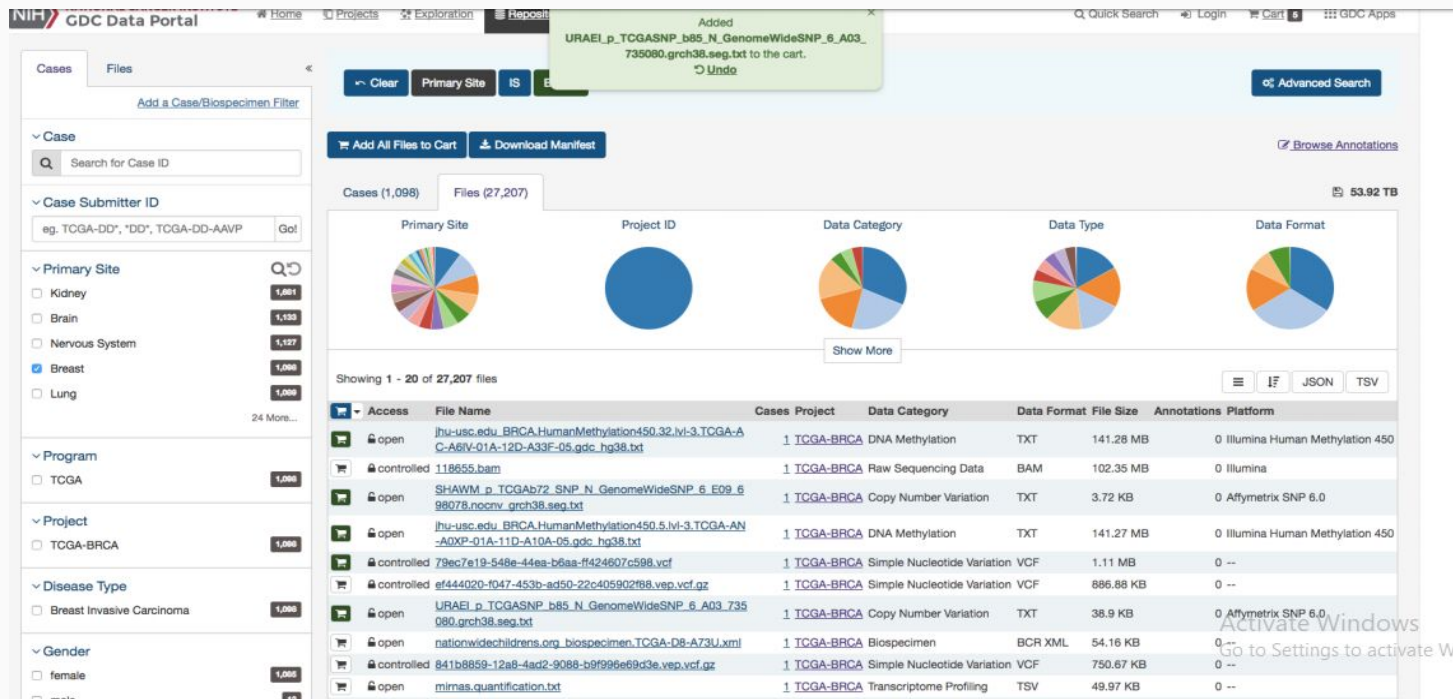 NIH GDC Data Portal
Home Projects Exploration Reposit
Quick Search Login Cart 5 GDC Apps
Added
URAEI_p_TCGASNP_b85_N_GenomeWideSNP_6_A03_
735080.grch38.seg.txt to the cart.
Undo
Cases Files «
Add a Case/Biospecimen Filter
Case
Search for Case ID
Case Submitter ID
eg. TCGA-DD*, *DD*, TCGA-DD-AAVP Go!
Primary Site
Kidney 1,601
Brain 1,133
Nervous System 1,127
Breast 1,098
Lung 1,089
24 More...
Program
TCGA 1,098
Project
TCGA-BRCA 1,098
Disease Type
Breast Invasive Carcinoma 1,098
Gender
female 1,085
Clear Primary Site IS
Advanced Search
Add All Files to Cart Download Manifest
Browse Annotations
Cases (1,098) Files (27,207) 53.92 TB
Primary Site Project ID Data Category Data Type Data Format
Show More
Showing 1 - 20 of 27,207 files
JSON TSV
Access File Name Cases Project Data Category Data Format File Size Annotations Platform
open jhu-usc.edu_BRCA.HumanMethylation450.32.lvl-3.TCGA-A 1 TCGA-BRCA DNA Methylation TXT 141.28 MB 0 Illumina Human Methylation 450
C-A6IV-01A-12D-A33F-05.gdc_hg38.txt
controlled 118655.bam 1 TCGA-BRCA Raw Sequencing Data BAM 102.35 MB 0 Illumina
open SHAWM_p_TCGAb72_SNP_N_GenomeWideSNP_6_E09_6 1 TCGA-BRCA Copy Number Variation TXT 3.72 KB 0 Affymetrix SNP 6.0
98078.nocnv_grch38.seg.txt
open jhu-usc.edu_BRCA.HumanMethylation450.5.lvl-3.TCGA-AN 1 TCGA-BRCA DNA Methylation TXT 141.27 MB 0 Illumina Human Methylation 450
-A0XP-01A-11D-A10A-05.gdc_hg38.txt
controlled 79ec7e19-548e-44ea-b6aa-ff424607c598.vcf 1 TCGA-BRCA Simple Nucleotide Variation VCF 1.11 MB 0 --
controlled ef444020-f047-453b-ad50-22c405902f88.vep.vcf.gz 1 TCGA-BRCA Simple Nucleotide Variation VCF 886.88 KB 0 --
open URAEI_p_TCGASNP_b85_N_GenomeWideSNP_6_A03_735 1 TCGA-BRCA Copy Number Variation TXT 38.9 KB 0 Affymetrix SNP 6.0
080.grch38.seg.txt
open nationwidechildrens.org_biospecimen.TCGA-D8-A73U.xml 1 TCGA-BRCA Biospecimen BCR XML 54.16 KB 0 --
controlled 841b8859-12a8-4ad2-9088-b9f996e69d3e.vep.vcf.gz 1 TCGA-BRCA Simple Nucleotide Variation VCF 750.67 KB 0 --
open mirnas.quantification.txt 1 TCGA-BRCA Transcriptome Profiling TSV 49.97 KB 0 --
Activate Windows
Go to Settings to activate W